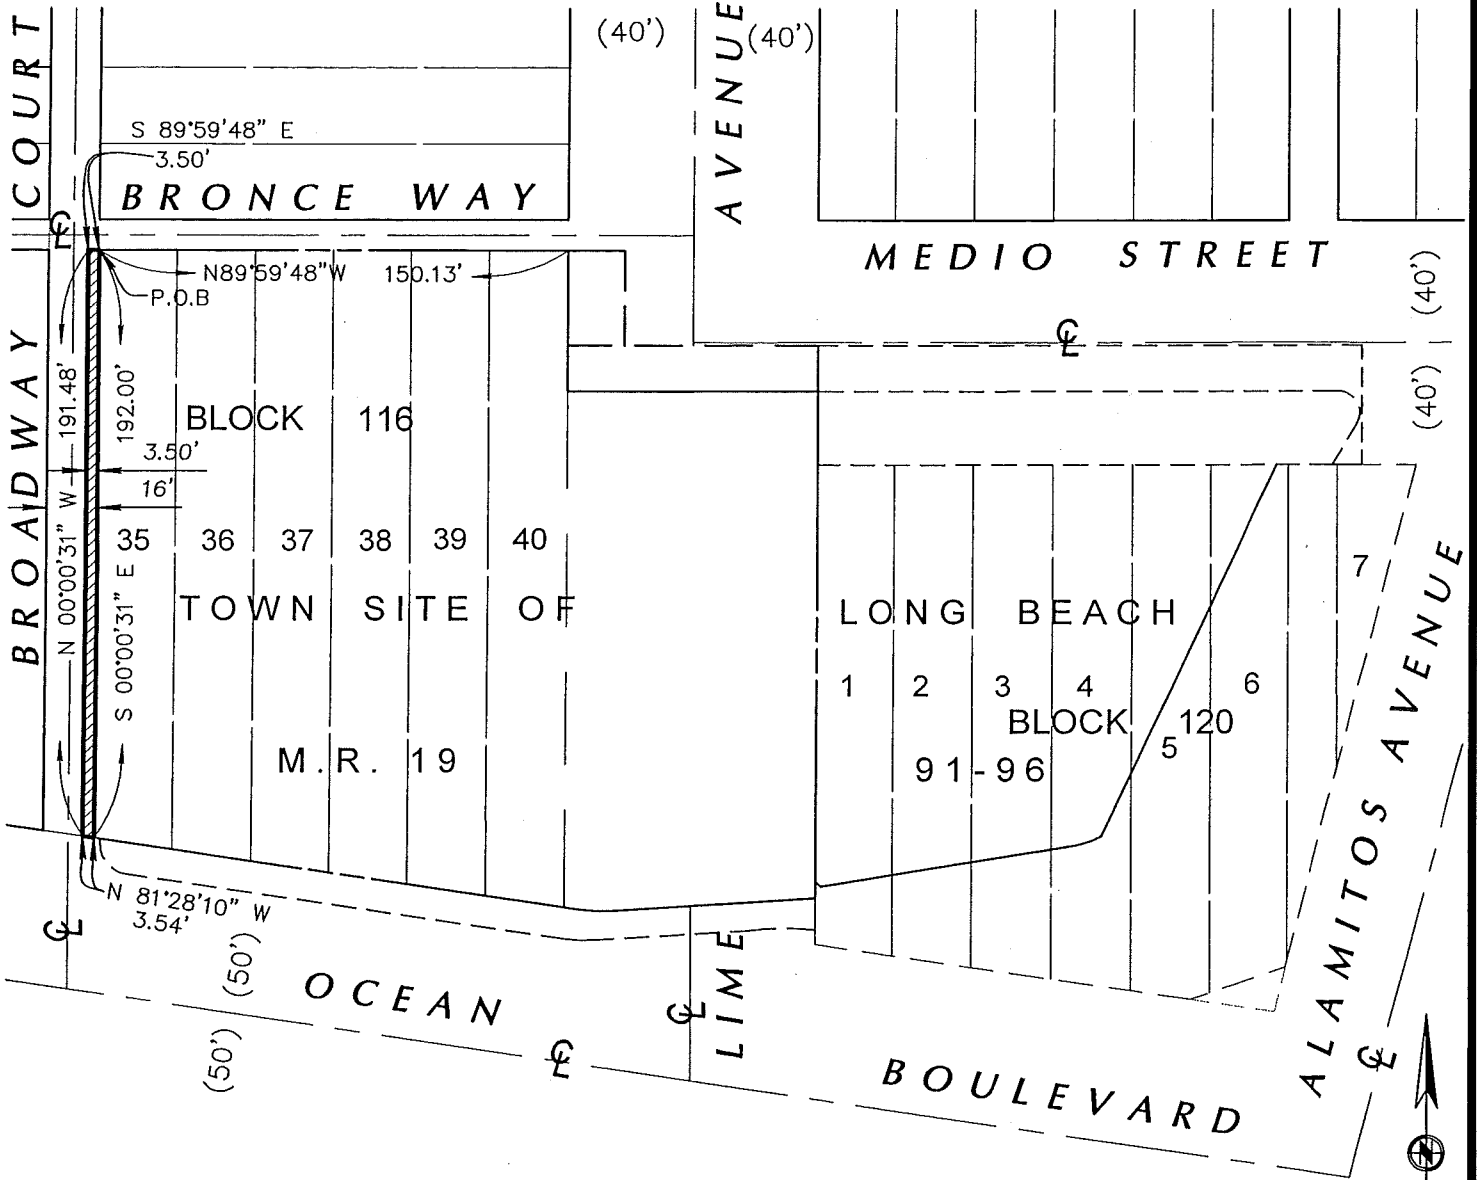 COURT
(40')
AVENUE
(40')
S 89°59'48" E
3.50'
BRONCE WAY
℄
MEDIO STREET
N89°59'48"W
150.13'
P.O.B
(40')
℄
(40')
BROADWAY
191.48'
192.00'
BLOCK 116
3.50'
16'
N 00°00'31" W
S 00°00'31" E
35 36 37 38 39 40
7
TOWN SITE OF LONG BEACH
1 2 3 4 6
BLOCK 120
5
M.R. 19 91-96
ALAMITOS AVENUE
N 81°28'10" W
3.54'
℄
(50')
OCEAN
LIME
℄
(50')
℄
BOULEVARD
℄
N